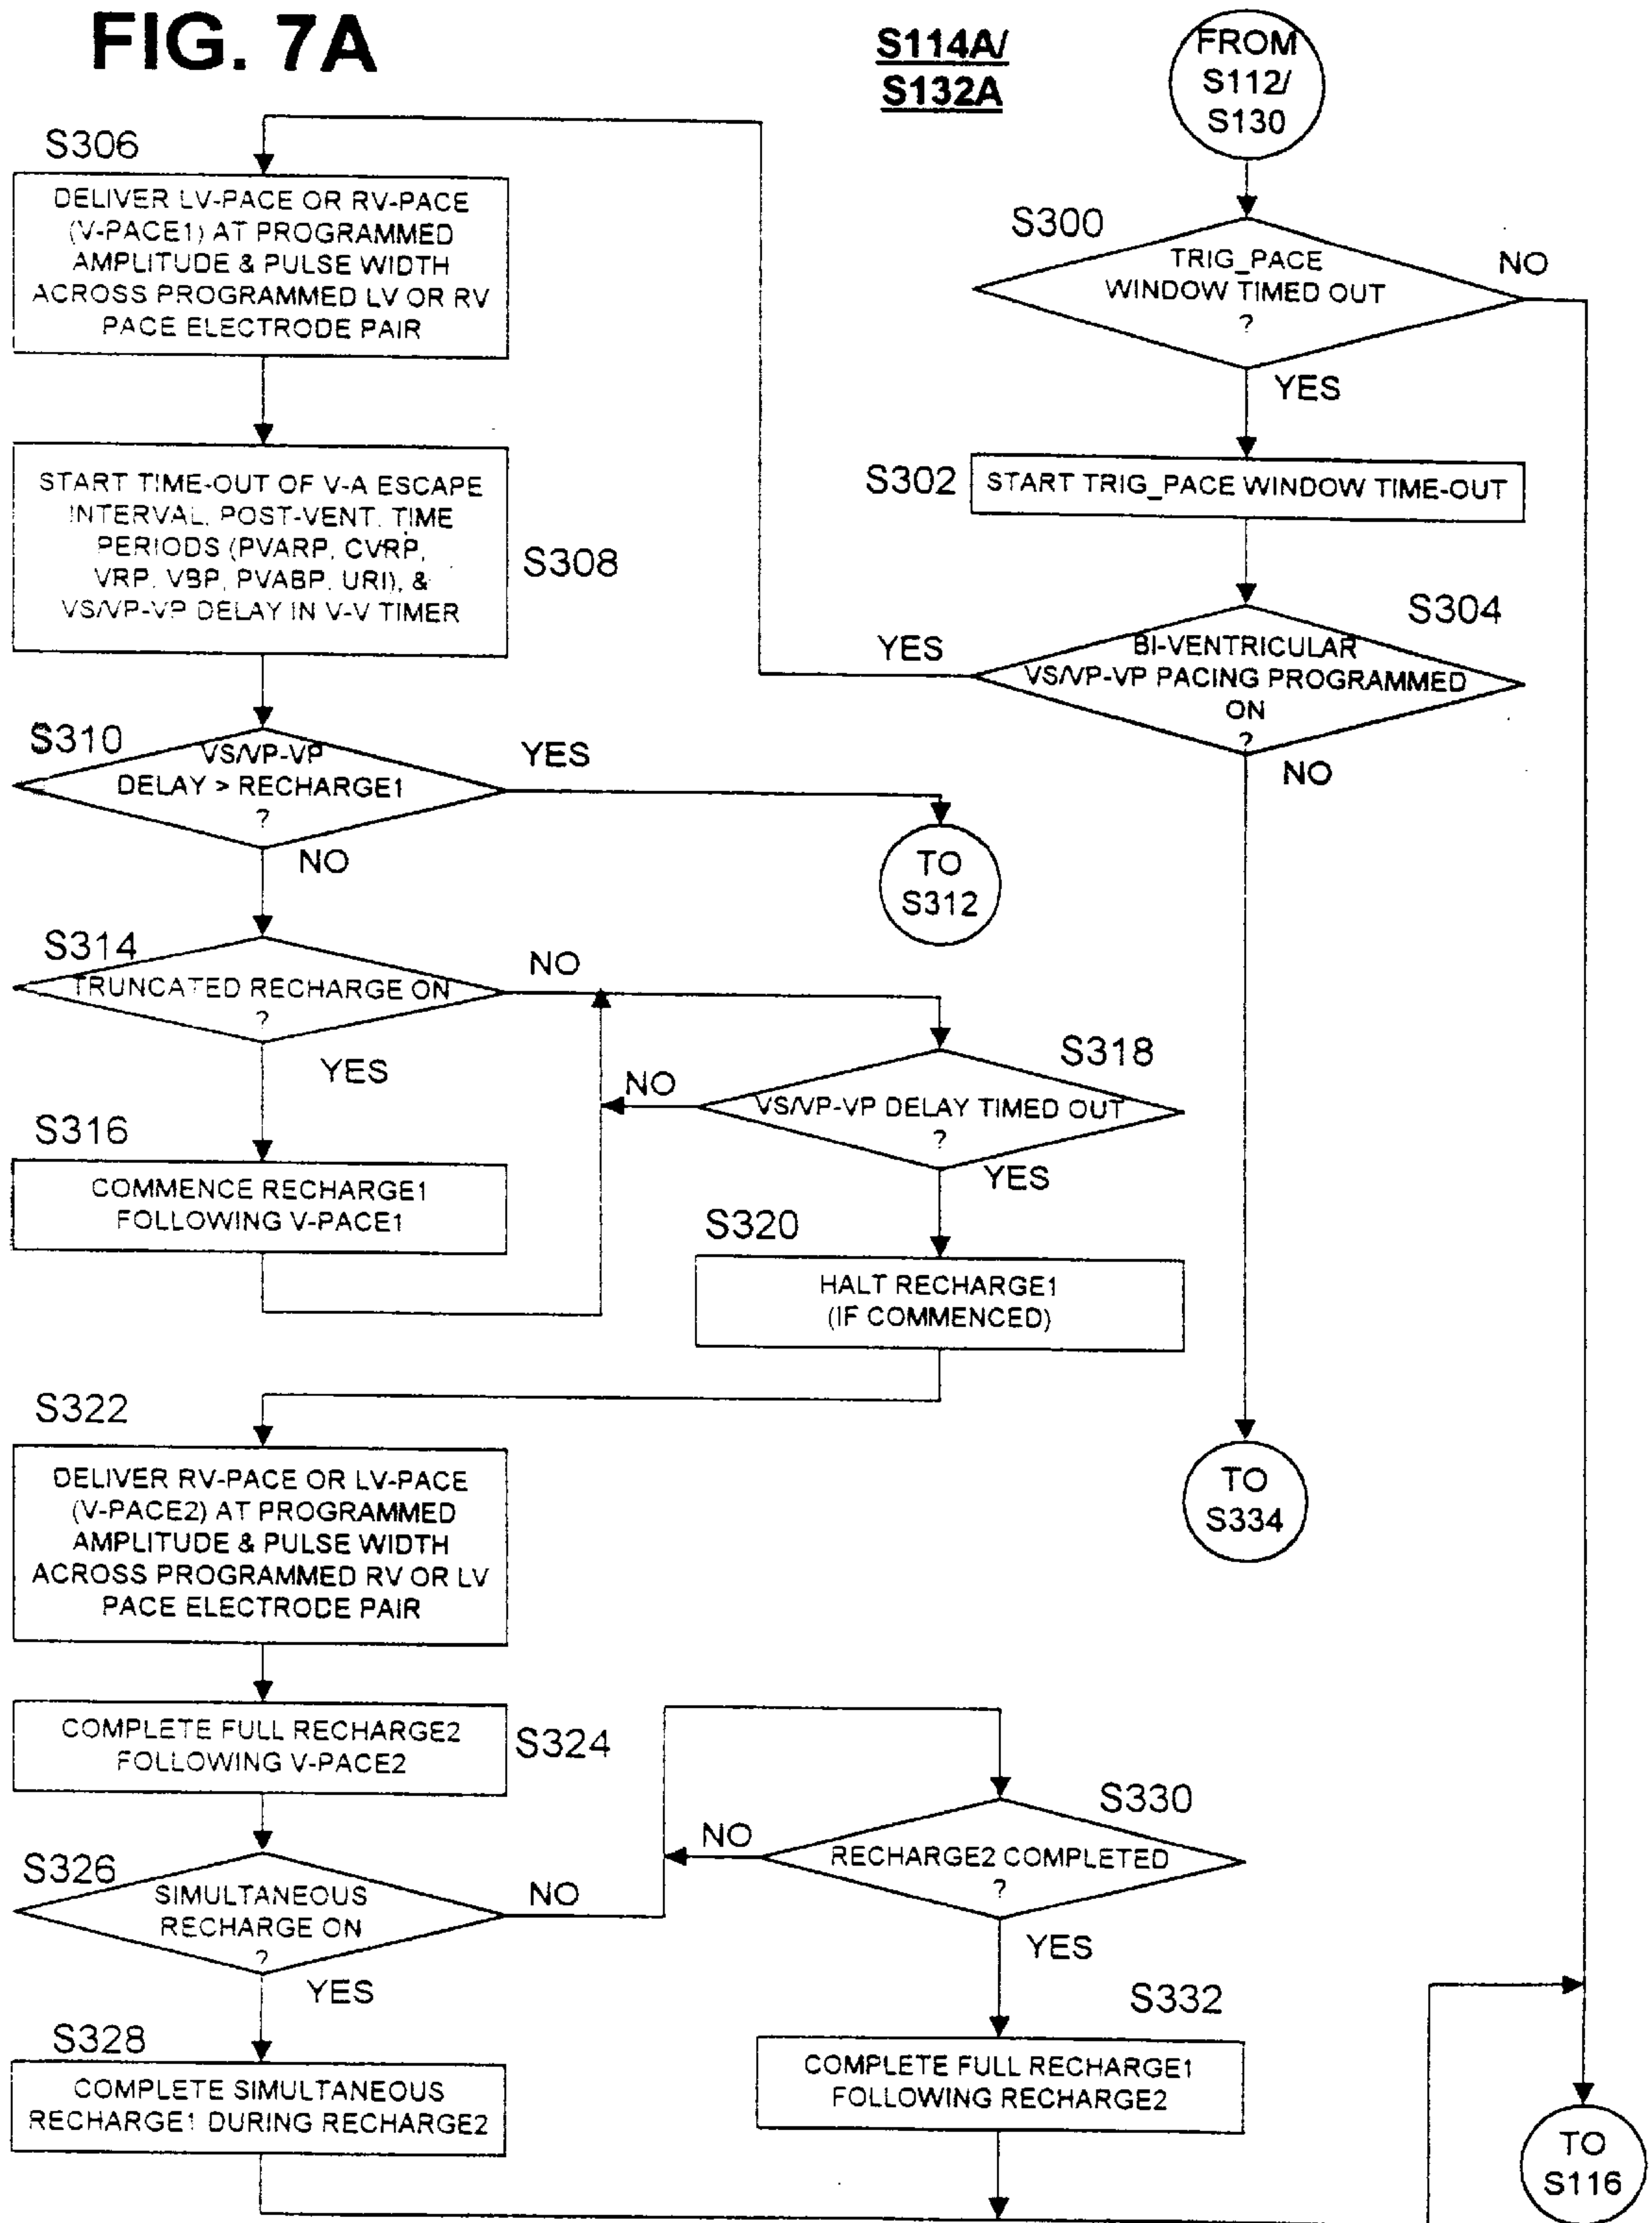 FIG. 7A
S114A/
S132A
FROM
S112/
S130
S300
TRIG_PACE
WINDOW TIMED OUT
?
NO
YES
S302
START TRIG_PACE WINDOW TIME-OUT
S304
BI-VENTRICULAR
VS/VP-VP PACING PROGRAMMED
ON
?
YES
NO
S306
DELIVER LV-PACE OR RV-PACE
(V-PACE1) AT PROGRAMMED
AMPLITUDE & PULSE WIDTH
ACROSS PROGRAMMED LV OR RV
PACE ELECTRODE PAIR
START TIME-OUT OF V-A ESCAPE
INTERVAL, POST-VENT. TIME
PERIODS (PVARP, CVRP,
VRP, VBP, PVABP, URI), &
VS/VP-VP DELAY IN V-V TIMER
S308
S310
VS/VP-VP
DELAY > RECHARGE1
?
YES
NO
TO
S312
S314
TRUNCATED RECHARGE ON
?
NO
YES
S316
COMMENCE RECHARGE1
FOLLOWING V-PACE1
S318
VS/VP-VP DELAY TIMED OUT
?
NO
YES
S320
HALT RECHARGE1
(IF COMMENCED)
S322
DELIVER RV-PACE OR LV-PACE
(V-PACE2) AT PROGRAMMED
AMPLITUDE & PULSE WIDTH
ACROSS PROGRAMMED RV OR LV
PACE ELECTRODE PAIR
TO
S334
COMPLETE FULL RECHARGE2
FOLLOWING V-PACE2
S324
S326
SIMULTANEOUS
RECHARGE ON
?
NO
YES
S330
RECHARGE2 COMPLETED
?
NO
YES
S328
COMPLETE SIMULTANEOUS
RECHARGE1 DURING RECHARGE2
S332
COMPLETE FULL RECHARGE1
FOLLOWING RECHARGE2
TO
S116